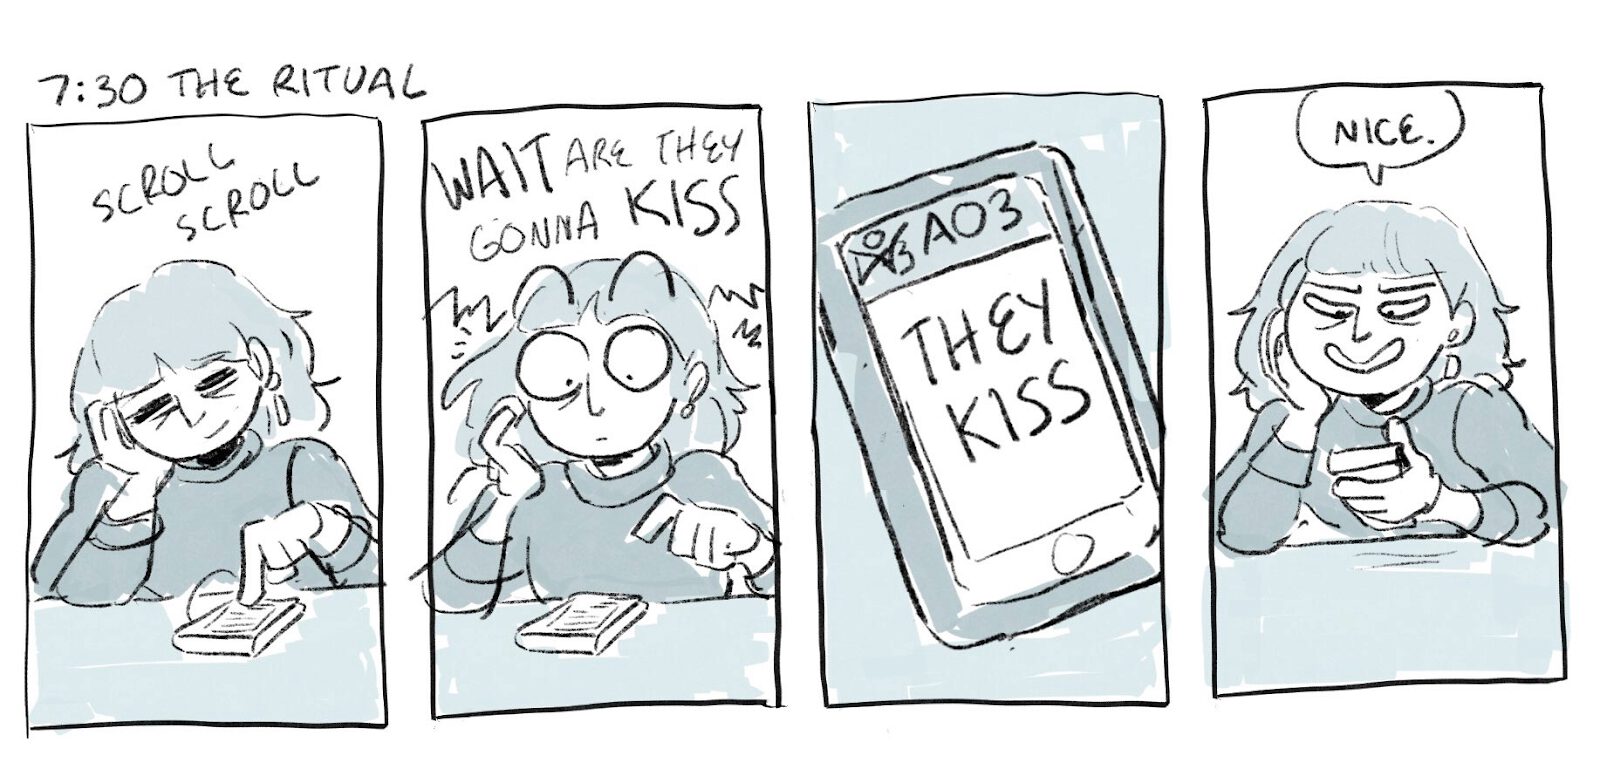 7:30 THE RITUAL
SCROLL
SCROLL
WAIT ARE THEY
GONNA KISS
AO3
THEY
KISS
NICE.